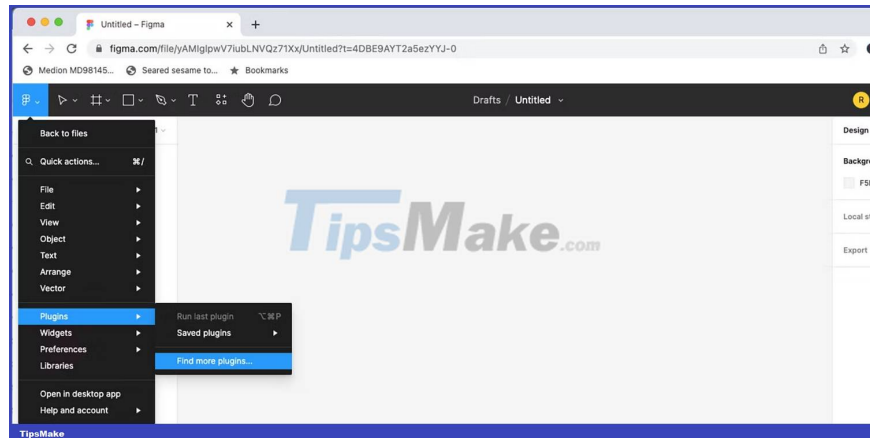 Untitled – Figma
figma.com/file/yAMIglpwV7iubLNVQz71Xx/Untitled?t=4DBE9AYT2a5ezYYJ-0
Medion MD98145... Seared sesame to... Bookmarks
Drafts / Untitled
R
Back to files
Design
Quick actions... ⌘/
Backgr
File
F5
Edit
View
Local s
Object
Text
Export
Arrange
Vector
TipsMake.com
Plugins
Run last plugin ⌥⌘P
Widgets
Saved plugins
Preferences
Find more plugins...
Libraries
Open in desktop app
Help and account
TipsMake